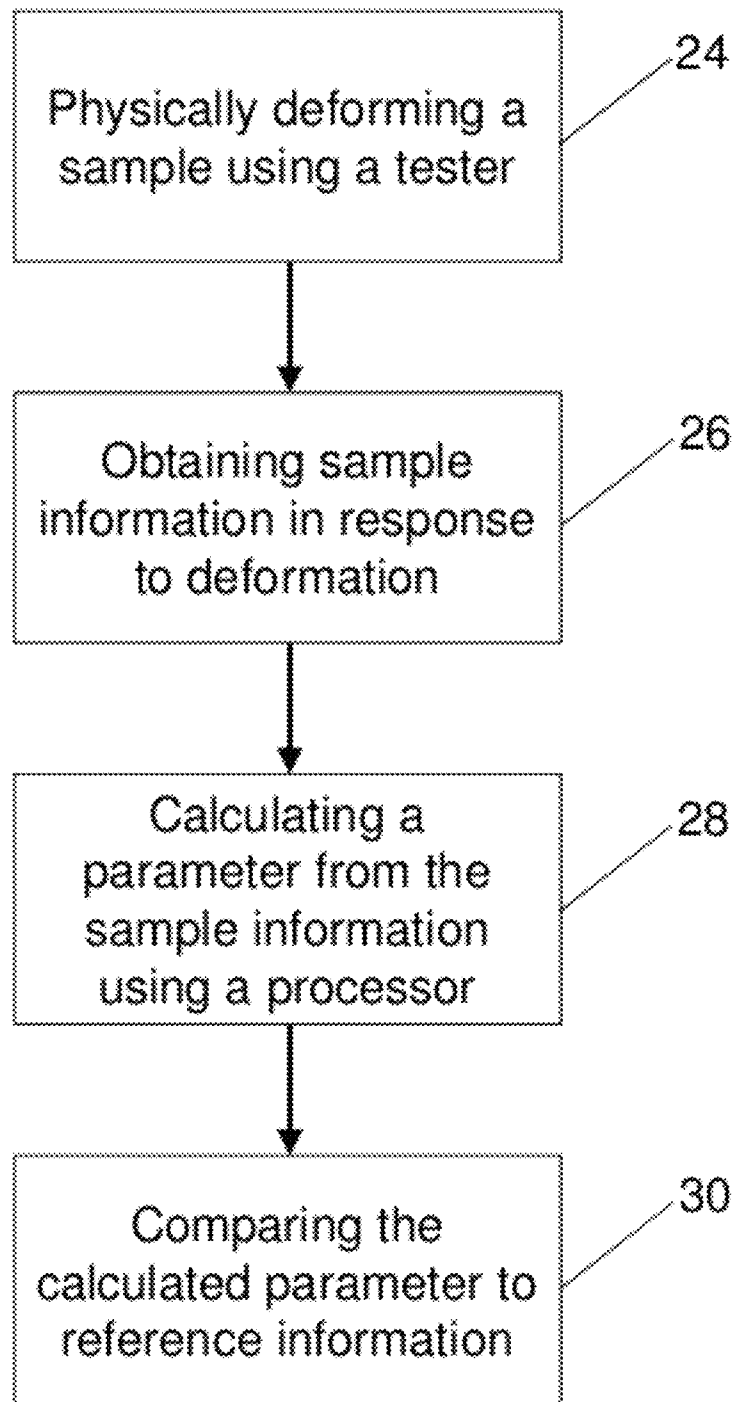 Physically deforming a
sample using a tester
24
Obtaining sample
information in response
to deformation
26
Calculating a
parameter from the
sample information
using a processor
28
Comparing the
calculated parameter to
reference information
30